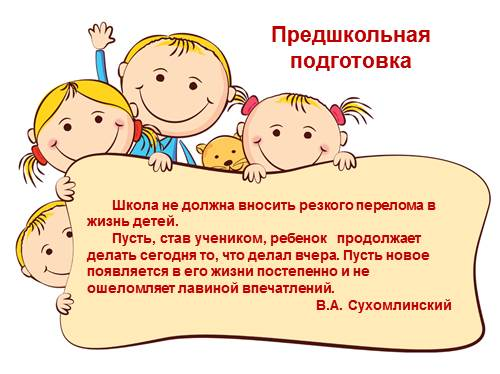 Предшкольная
подготовка
Школа не должна вносить резкого перелома в
жизнь детей.
Пусть, став учеником, ребенок продолжает
делать сегодня то, что делал вчера. Пусть новое
появляется в его жизни постепенно и не
ошеломляет лавиной впечатлений.
В.А. Сухомлинский